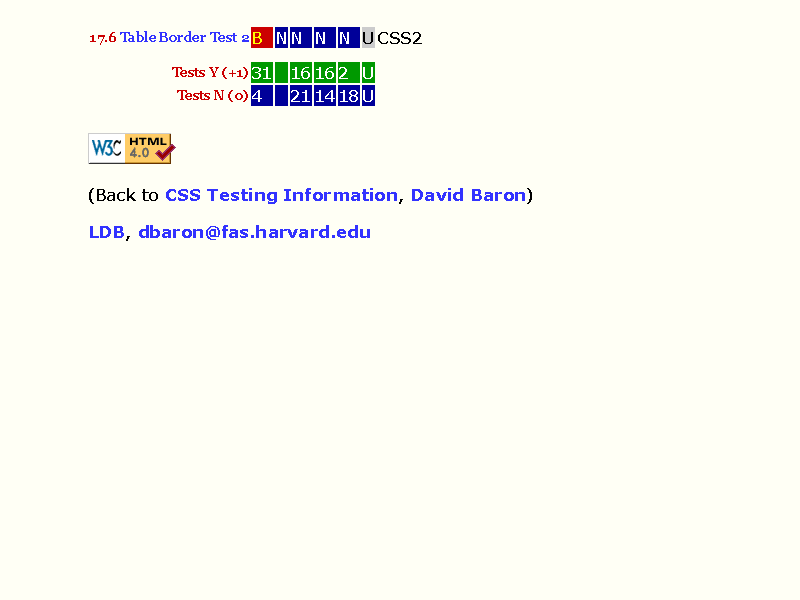 17.6 Table Border Test 2 B N N N N U CSS2
Tests Y (+1) 31 16 16 2 U
Tests N (0) 4 21 14 18 U
W3C HTML 4.0
(Back to CSS Testing Information, David Baron)
LDB, dbaron@fas.harvard.edu